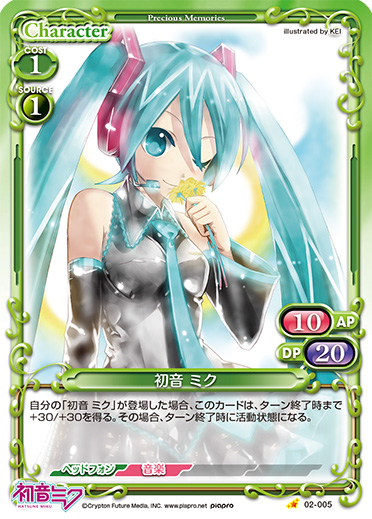 Precious Memories
Character
illustrated by KEI
COST
1
SOURCE
1
10 AP
DP 20
初音 ミク
自分の「初音 ミク」が登場した場合、このカードは、ターン終了時まで
+30/+30を得る。その場合、ターン終了時に活動状態になる。
ヘッドフォン
音楽
初音ミク
HATSUNE MIKU
©Crypton Future Media, INC. www.piapro.net piapro
02-005